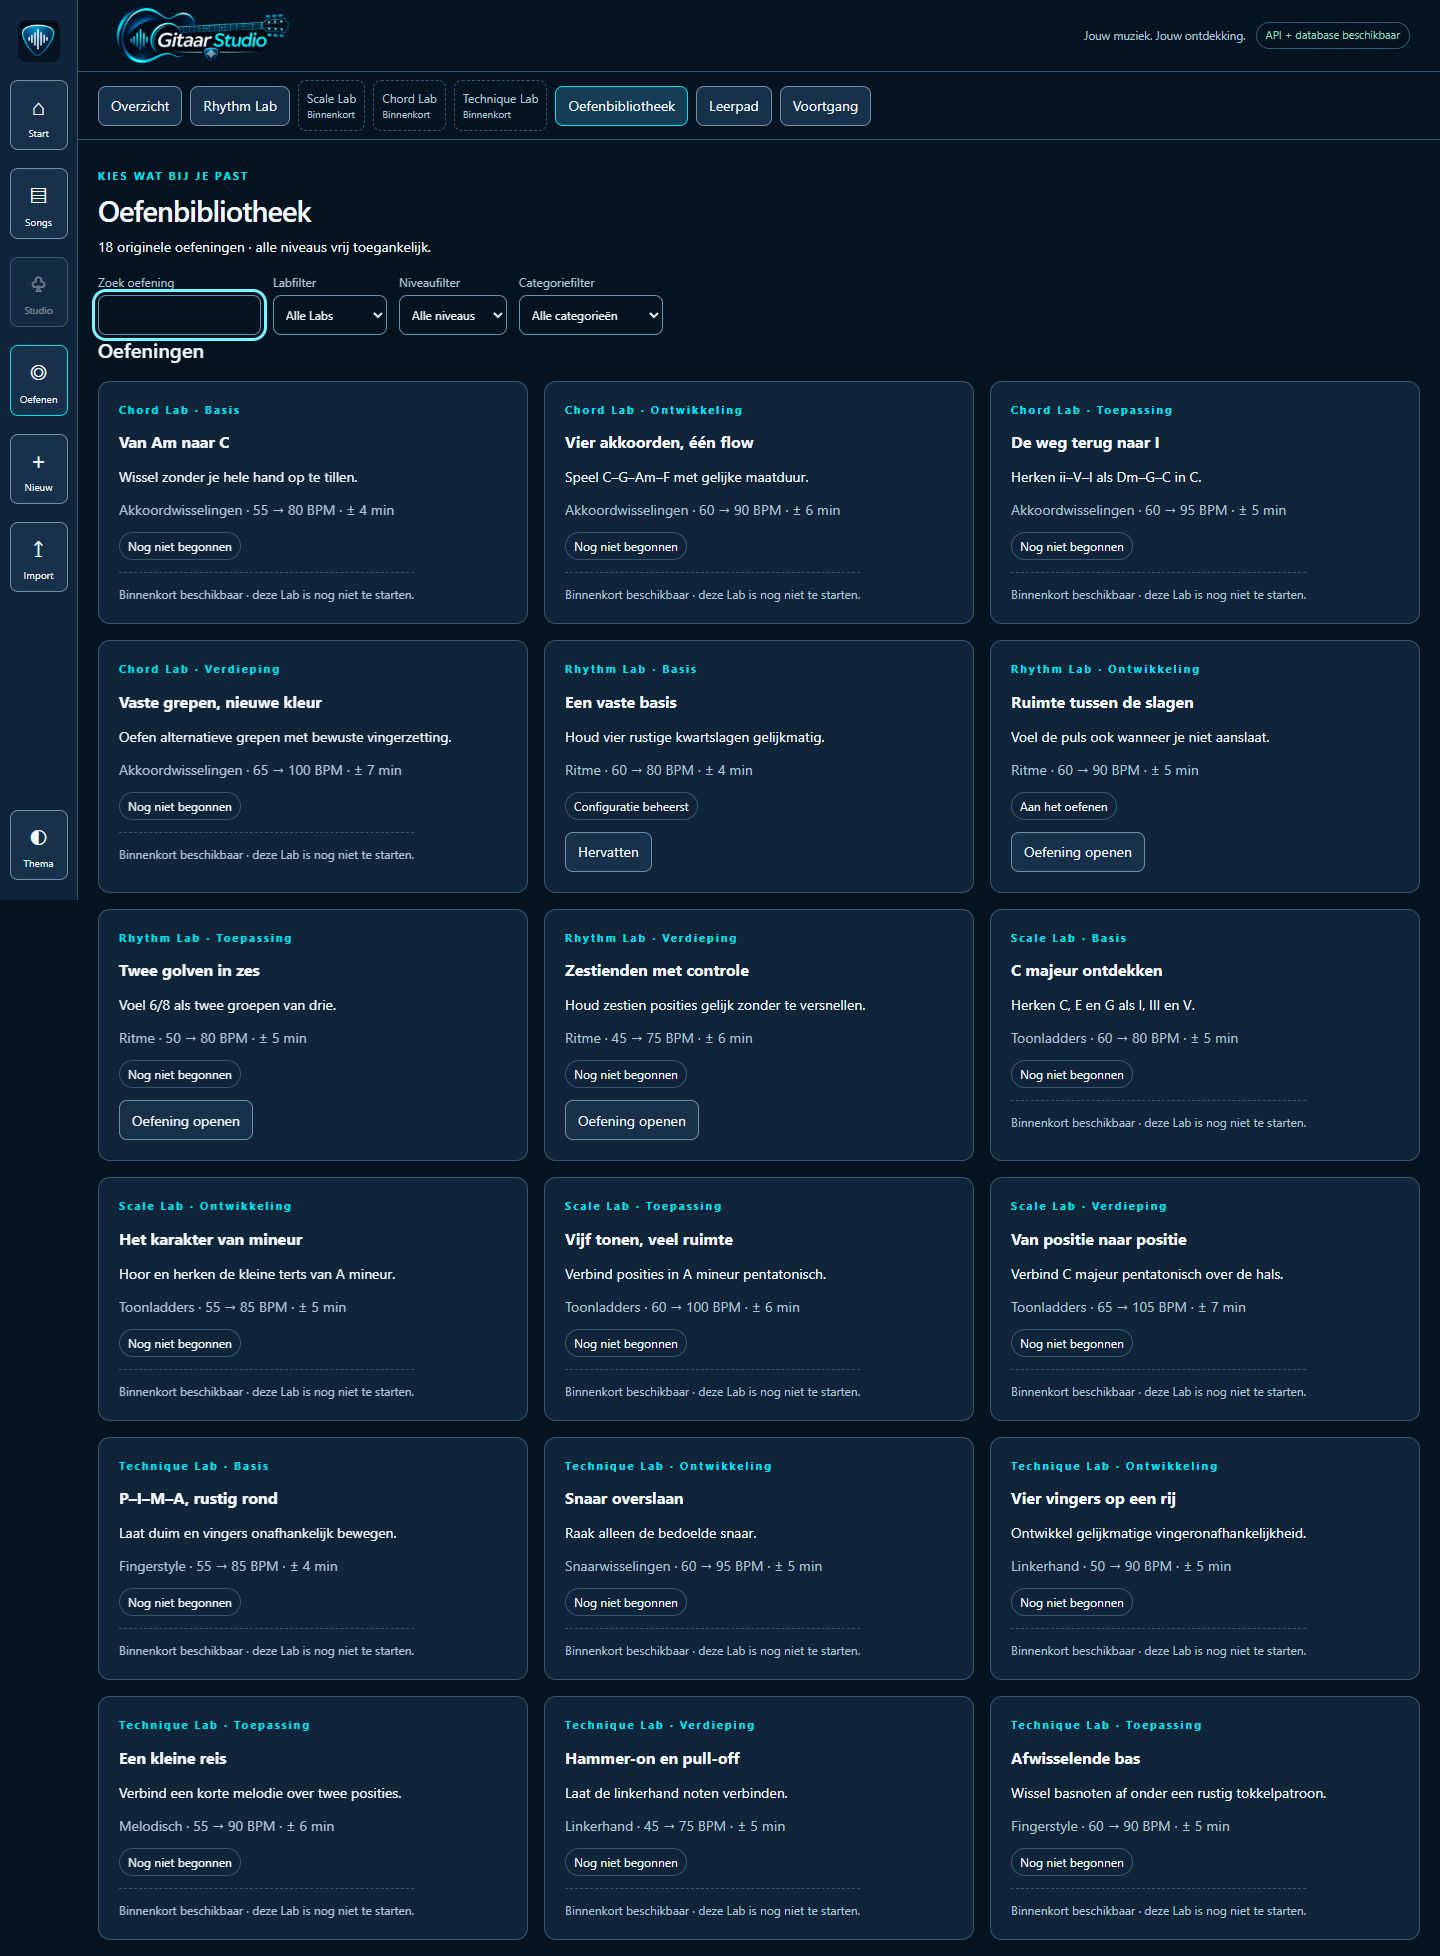 GitaarStudio
Jouw muziek. Jouw ontdekking.
API + database beschikbaar
Start
Songs
Studio
Oefenen
Nieuw
Import
Thema
Overzicht
Rhythm Lab
Scale Lab
Binnenkort
Chord Lab
Binnenkort
Technique Lab
Binnenkort
Oefenbibliotheek
Leerpad
Voortgang
KIES WAT BIJ JE PAST
Oefenbibliotheek
18 originele oefeningen · alle niveaus vrij toegankelijk.
Zoek oefening
Labfilter
Alle Labs
Niveaufilter
Alle niveaus
Categoriefilter
Alle categorieën
Oefeningen
Chord Lab · Basis
Van Am naar C
Wissel zonder je hele hand op te tillen.
Akkoordwisselingen · 55 → 80 BPM · ± 4 min
Nog niet begonnen
Binnenkort beschikbaar · deze Lab is nog niet te starten.
Chord Lab · Ontwikkeling
Vier akkoorden, één flow
Speel C–G–Am–F met gelijke maatduur.
Akkoordwisselingen · 60 → 90 BPM · ± 6 min
Nog niet begonnen
Binnenkort beschikbaar · deze Lab is nog niet te starten.
Chord Lab · Toepassing
De weg terug naar I
Herken ii–V–I als Dm–G–C in C.
Akkoordwisselingen · 60 → 95 BPM · ± 5 min
Nog niet begonnen
Binnenkort beschikbaar · deze Lab is nog niet te starten.
Chord Lab · Verdieping
Vaste grepen, nieuwe kleur
Oefen alternatieve grepen met bewuste vingerzetting.
Akkoordwisselingen · 65 → 100 BPM · ± 7 min
Nog niet begonnen
Binnenkort beschikbaar · deze Lab is nog niet te starten.
Rhythm Lab · Basis
Een vaste basis
Houd vier rustige kwartslagen gelijkmatig.
Ritme · 60 → 80 BPM · ± 4 min
Configuratie beheerst
Hervatten
Rhythm Lab · Ontwikkeling
Ruimte tussen de slagen
Voel de puls ook wanneer je niet aanslaat.
Ritme · 60 → 90 BPM · ± 5 min
Aan het oefenen
Oefening openen
Rhythm Lab · Toepassing
Twee golven in zes
Voel 6/8 als twee groepen van drie.
Ritme · 50 → 80 BPM · ± 5 min
Nog niet begonnen
Oefening openen
Rhythm Lab · Verdieping
Zestienden met controle
Houd zestien posities gelijk zonder te versnellen.
Ritme · 45 → 75 BPM · ± 6 min
Nog niet begonnen
Oefening openen
Scale Lab · Basis
C majeur ontdekken
Herken C, E en G als I, III en V.
Toonladders · 60 → 80 BPM · ± 5 min
Nog niet begonnen
Binnenkort beschikbaar · deze Lab is nog niet te starten.
Scale Lab · Ontwikkeling
Het karakter van mineur
Hoor en herken de kleine terts van A mineur.
Toonladders · 55 → 85 BPM · ± 5 min
Nog niet begonnen
Binnenkort beschikbaar · deze Lab is nog niet te starten.
Scale Lab · Toepassing
Vijf tonen, veel ruimte
Verbind posities in A mineur pentatonisch.
Toonladders · 60 → 100 BPM · ± 6 min
Nog niet begonnen
Binnenkort beschikbaar · deze Lab is nog niet te starten.
Scale Lab · Verdieping
Van positie naar positie
Verbind C majeur pentatonisch over de hals.
Toonladders · 65 → 105 BPM · ± 7 min
Nog niet begonnen
Binnenkort beschikbaar · deze Lab is nog niet te starten.
Technique Lab · Basis
P–I–M–A, rustig rond
Laat duim en vingers onafhankelijk bewegen.
Fingerstyle · 55 → 85 BPM · ± 4 min
Nog niet begonnen
Binnenkort beschikbaar · deze Lab is nog niet te starten.
Technique Lab · Ontwikkeling
Snaar overslaan
Raak alleen de bedoelde snaar.
Snaarwisselingen · 60 → 95 BPM · ± 5 min
Nog niet begonnen
Binnenkort beschikbaar · deze Lab is nog niet te starten.
Technique Lab · Ontwikkeling
Vier vingers op een rij
Ontwikkel gelijkmatige vingeronafhankelijkheid.
Linkerhand · 50 → 90 BPM · ± 5 min
Nog niet begonnen
Binnenkort beschikbaar · deze Lab is nog niet te starten.
Technique Lab · Toepassing
Een kleine reis
Verbind een korte melodie over twee posities.
Melodisch · 55 → 90 BPM · ± 6 min
Nog niet begonnen
Binnenkort beschikbaar · deze Lab is nog niet te starten.
Technique Lab · Verdieping
Hammer-on en pull-off
Laat de linkerhand noten verbinden.
Linkerhand · 45 → 75 BPM · ± 5 min
Nog niet begonnen
Binnenkort beschikbaar · deze Lab is nog niet te starten.
Technique Lab · Toepassing
Afwisselende bas
Wissel basnoten af onder een rustig tokkelpatroon.
Fingerstyle · 60 → 90 BPM · ± 5 min
Nog niet begonnen
Binnenkort beschikbaar · deze Lab is nog niet te starten.